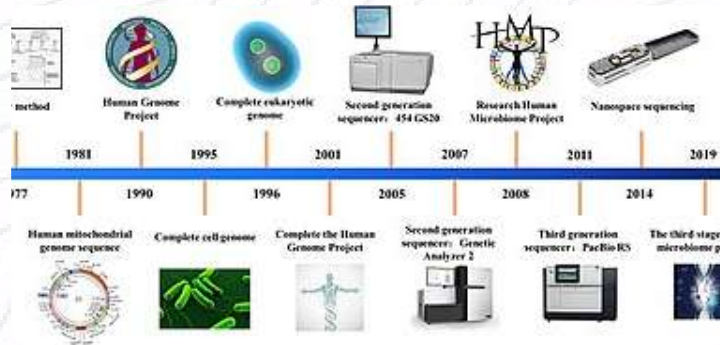 method
Human Genome
Project
Complete eukaryotic
genome
Second generation
sequencer: 454 GS20
HMP
Research Human
Microbiome Project
Nanospace sequencing
1981
1995
2001
2007
2011
2019
1990
1996
2005
2008
2014
Human mitochondrial
genome sequence
Complete cell genome
Complete the Human
Genome Project
Second generation
sequencer: Genetic
Analyzer 2
Third generation
sequencer: PacBio RS
The third stage
microbiome p